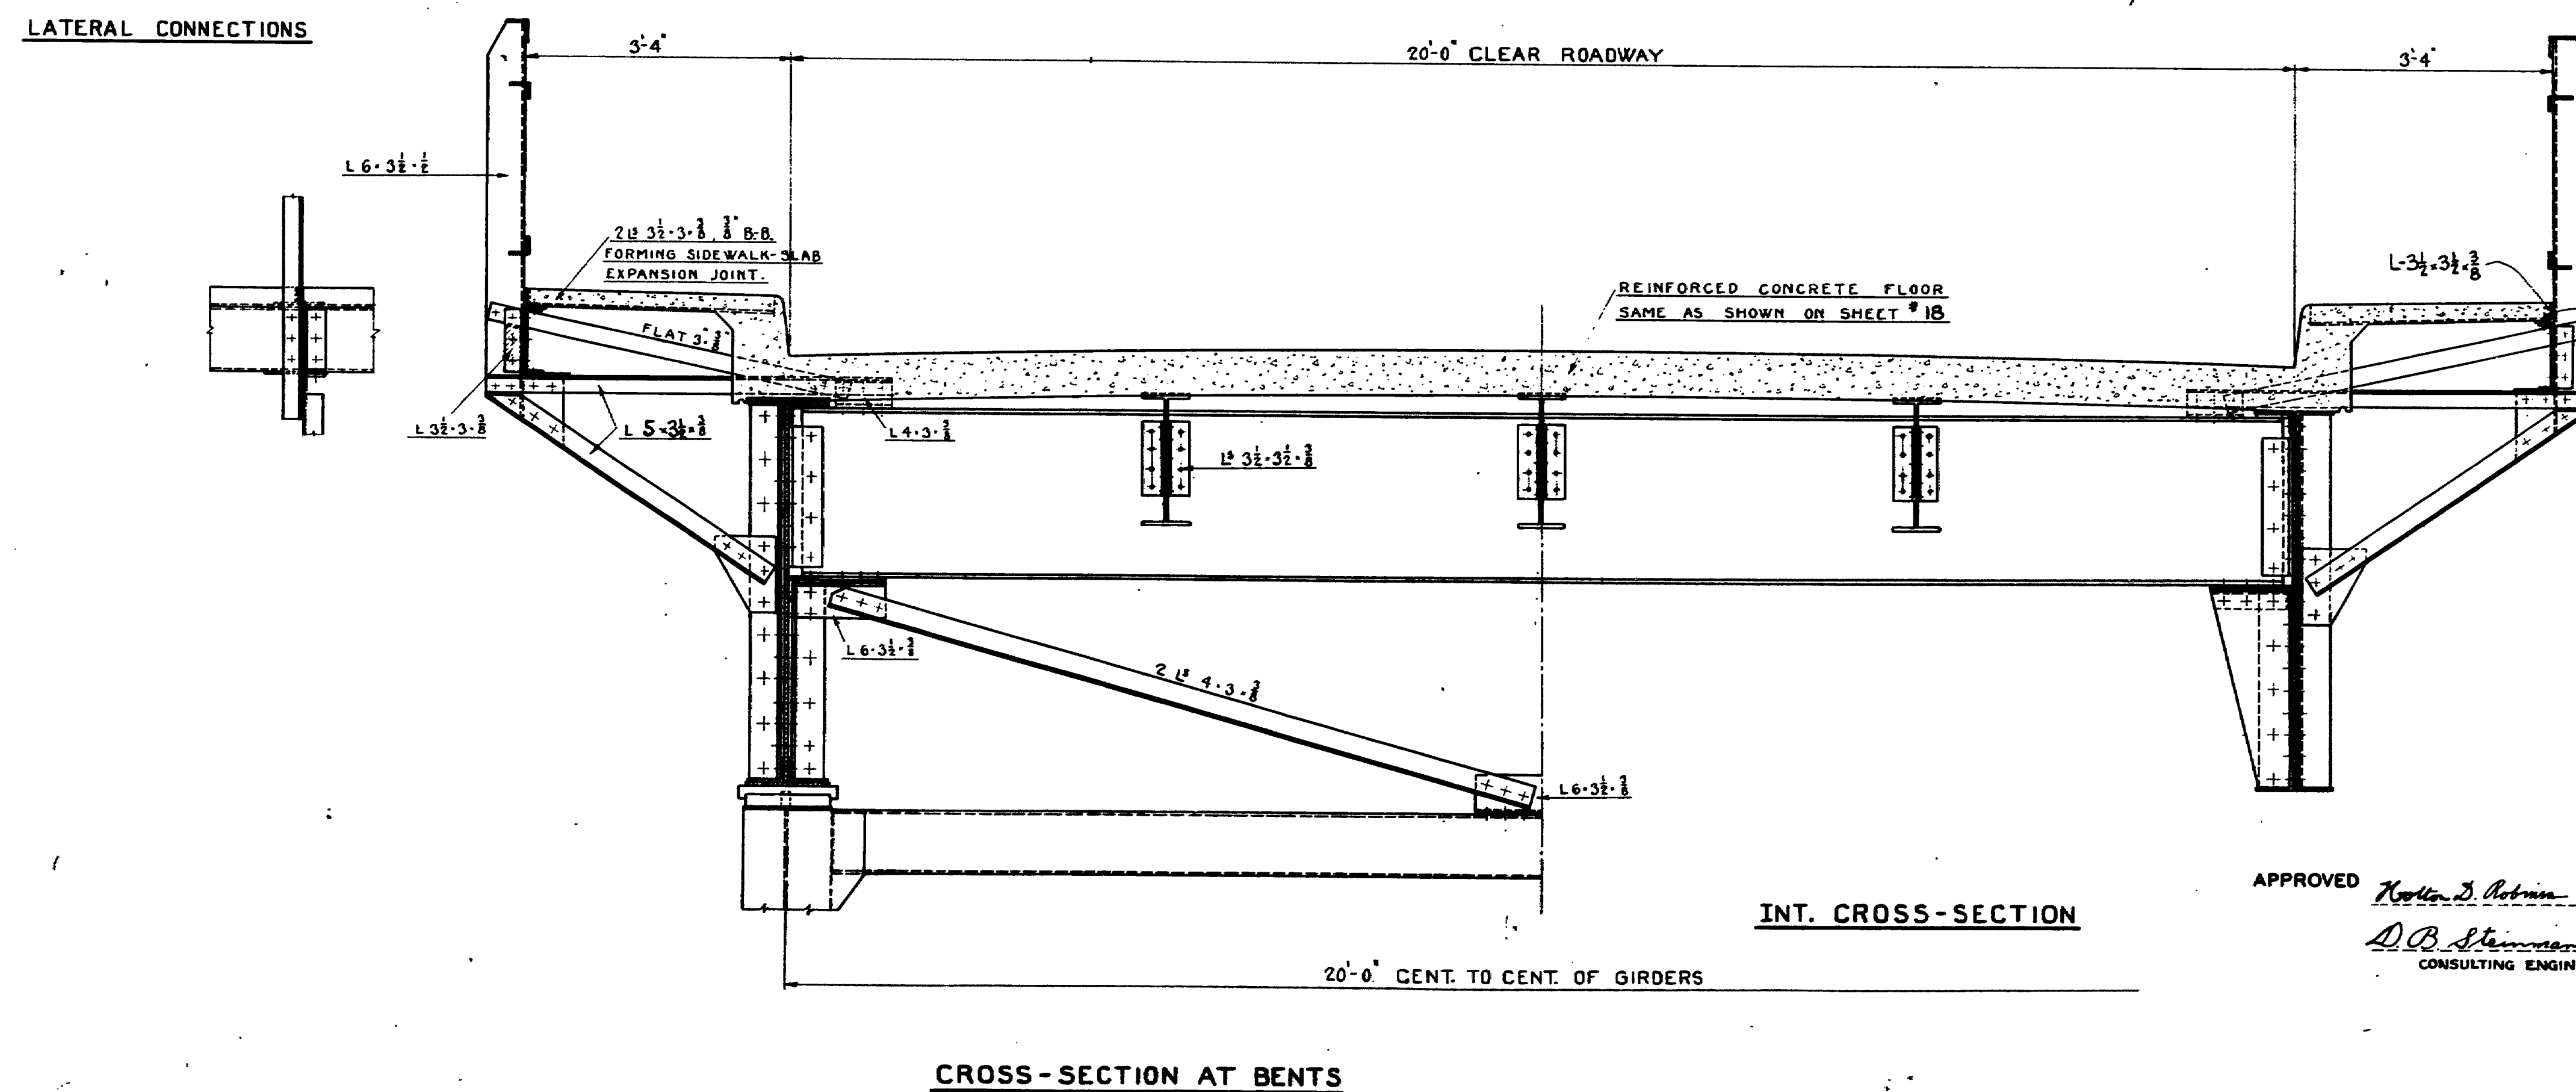 LATERAL CONNECTIONS
3'-4"
20'-0" CLEAR ROADWAY
3'-4"
L 6 · 3½ · ½
2 Ls 3½ · 3 · ⅜, ⅜" B-B.
FORMING SIDEWALK-SLAB
EXPANSION JOINT.
L-3½ × 3½ × ⅜
REINFORCED CONCRETE FLOOR
SAME AS SHOWN ON SHEET #18
FLAT 3" · ⅜"
L 3½ · 3 · ⅜
L 5 × 3½ × ⅜
L 4 · 3 · ⅜
Ls 3½ · 3½ · ⅜
L 6 · 3½ · ⅜
2 Ls 4 · 3 · ⅜
L 6 · 3½ · ⅜
APPROVED
Holton D. Robinson
D. B. Steinman
CONSULTING ENGIN
INT. CROSS-SECTION
20'-0" CENT. TO CENT. OF GIRDERS
CROSS-SECTION AT BENTS